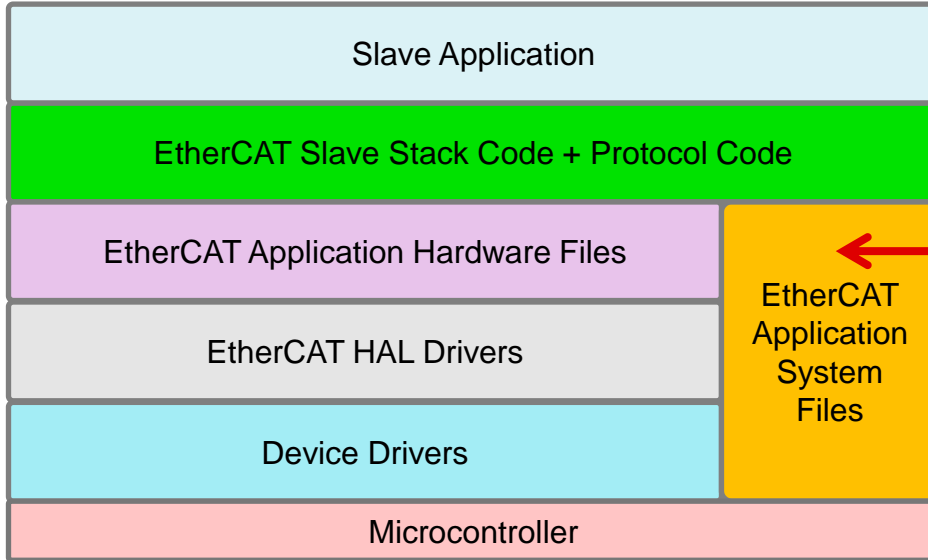 Slave Application
EtherCAT Slave Stack Code + Protocol Code
EtherCAT Application Hardware Files
EtherCAT HAL Drivers
Device Drivers
EtherCAT
Application
System
Files
Microcontroller